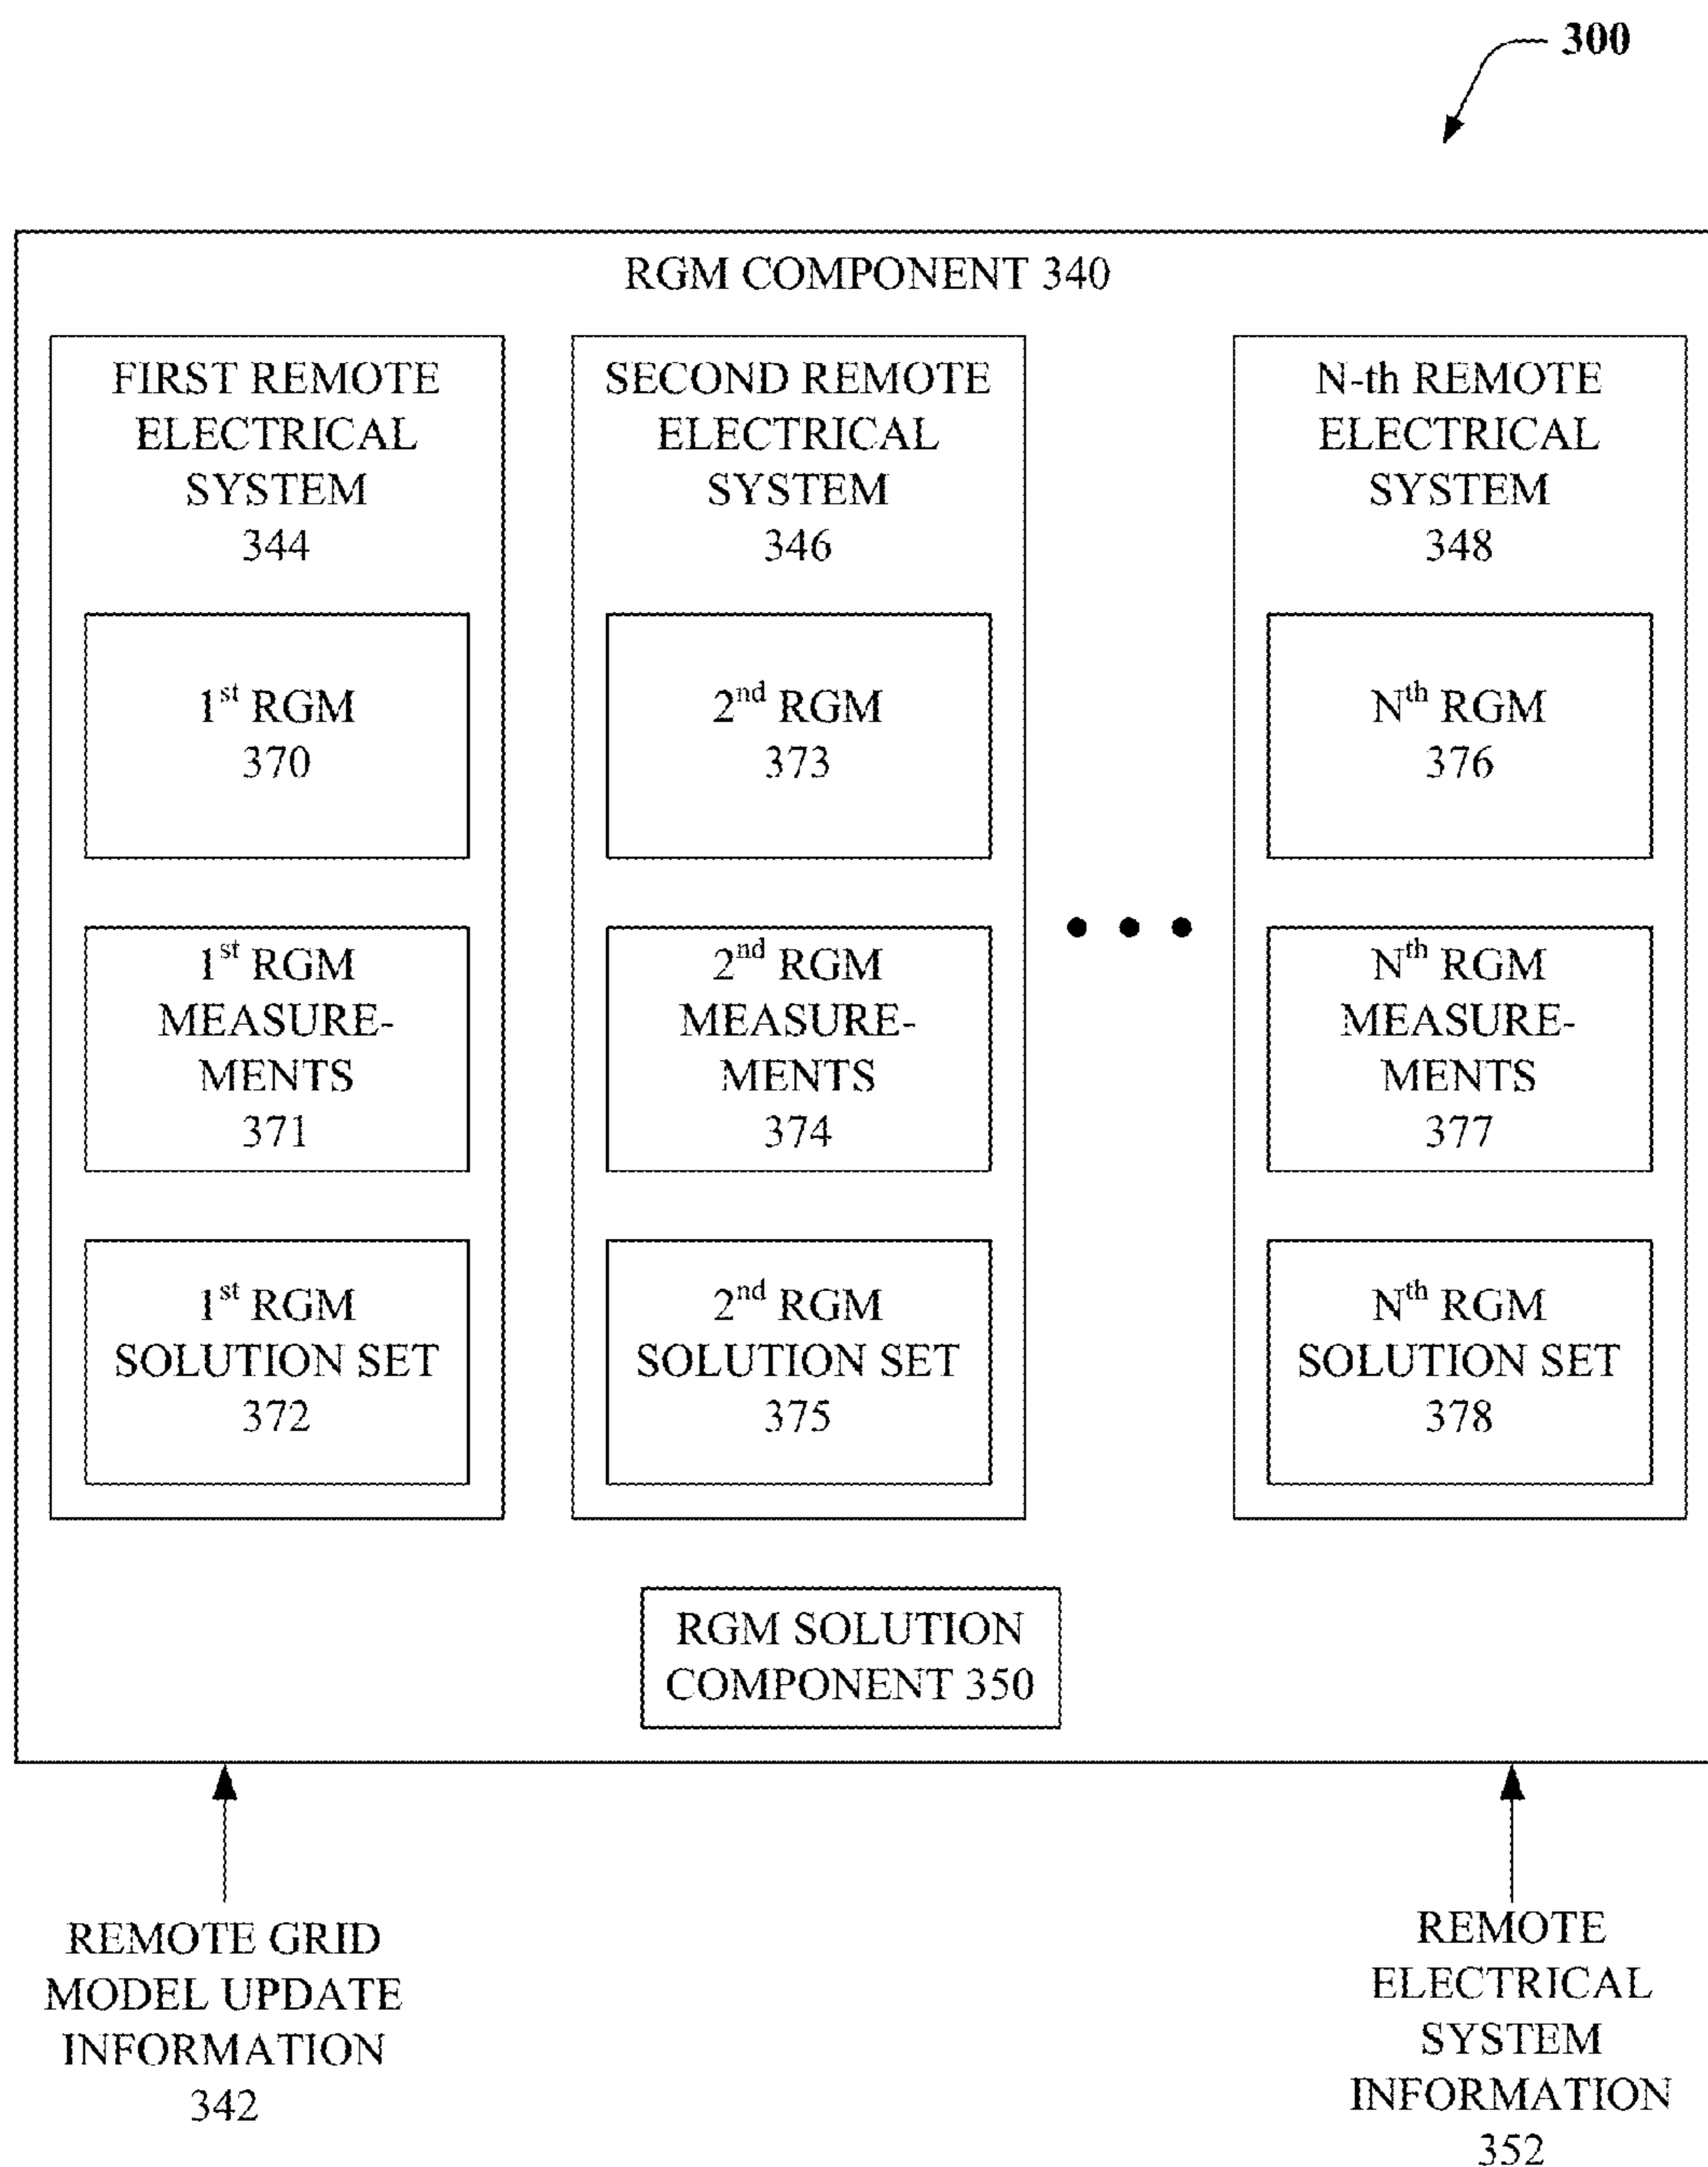 300
RGM COMPONENT 340
FIRST REMOTE
ELECTRICAL
SYSTEM
344
1st RGM
370
1st RGM
MEASURE-
MENTS
371
1st RGM
SOLUTION SET
372
SECOND REMOTE
ELECTRICAL
SYSTEM
346
2nd RGM
373
2nd RGM
MEASURE-
MENTS
374
2nd RGM
SOLUTION SET
375
N-th REMOTE
ELECTRICAL
SYSTEM
348
Nth RGM
376
Nth RGM
MEASURE-
MENTS
377
Nth RGM
SOLUTION SET
378
RGM SOLUTION
COMPONENT 350
REMOTE GRID
MODEL UPDATE
INFORMATION
342
REMOTE
ELECTRICAL
SYSTEM
INFORMATION
352